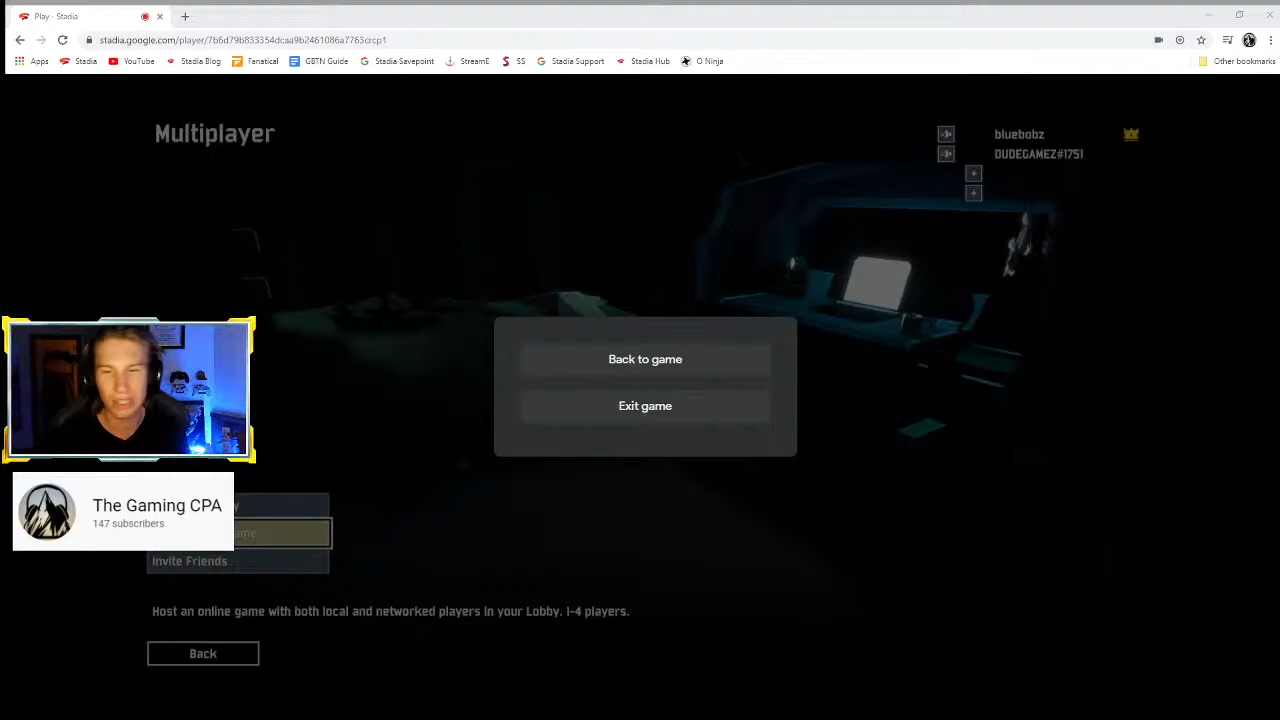 Play - Stadia
stadia.google.com/player/7b6d79b833354dcaa9b2461086a7763crcp1
Apps Stadia YouTube Stadia Blog Fanatical GBTN Guide Stadia Savepoint StreamE SS Stadia Support Stadia Hub O Ninja Other bookmarks
Multiplayer
bluebobz
DUDEGAMEZ#1751
Back to game
Exit game
The Gaming CPA
147 subscribers
Invite Friends
Host an online game with both local and networked players in your Lobby. 1-4 players.
Back